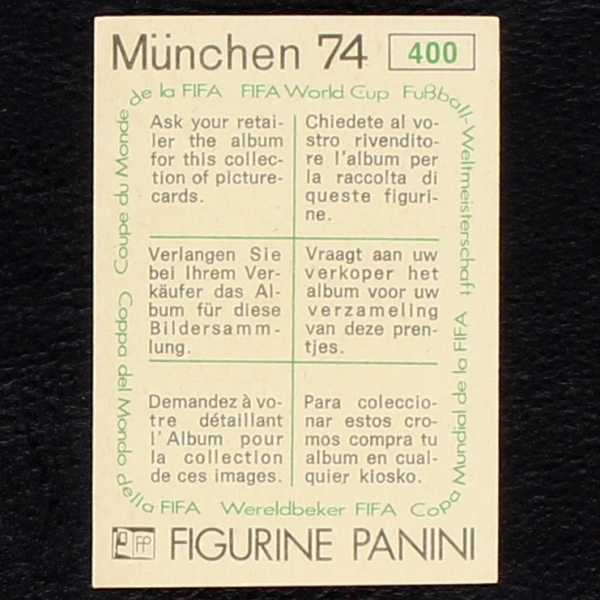 München 74 400
de la FIFA FIFA World Cup Fußball-Weltmeisterschaft
Coupe du Monde
Ask your retai-
ler the album
for this collec-
tion of picture-
cards.
Chiedete al vo-
stro rivendito-
re l'album per
la raccolta di
queste figuri-
ne.
Verlangen Sie
bei Ihrem Ver-
käufer das Al-
bum für diese
Bildersamm-
lung.
Vraagt aan uw
verkoper het
album voor uw
verzameling
van deze pren-
tjes.
Demandez à vo-
tre détaillant
l'Album pour
la collection
de ces images.
Para coleccio-
nar estos cro-
mos compra tu
album en cual-
quier kiosko.
Coppa del Mondo della FIFA Wereldbeker FIFA Copa Mundial de la FIFA
FP FIGURINE PANINI